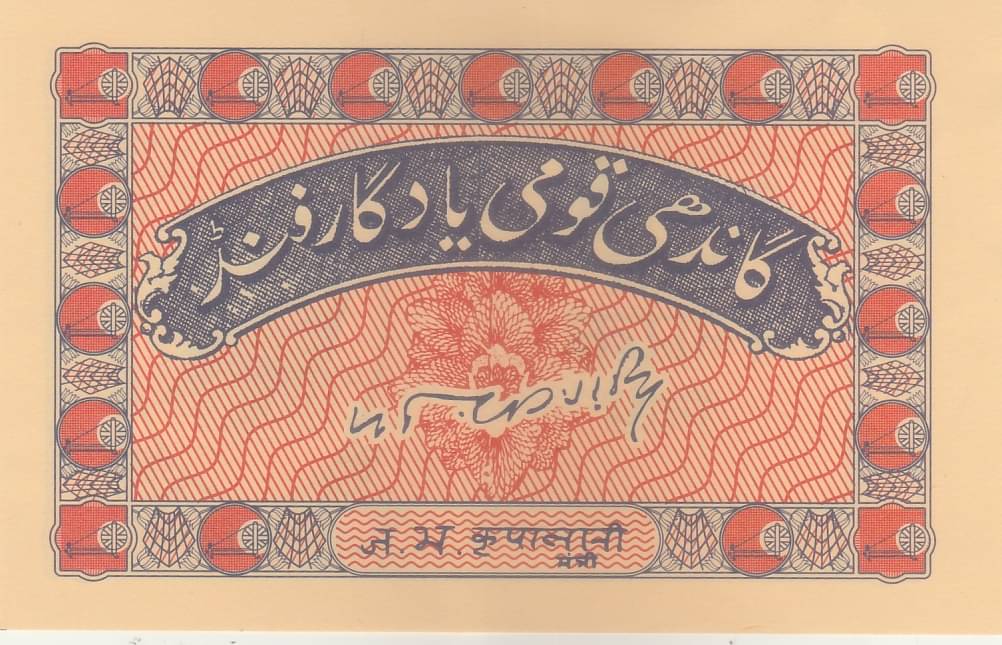 گاندھی قومی یادگار فنڈ
ज. भ. कृपालानी
मंत्री